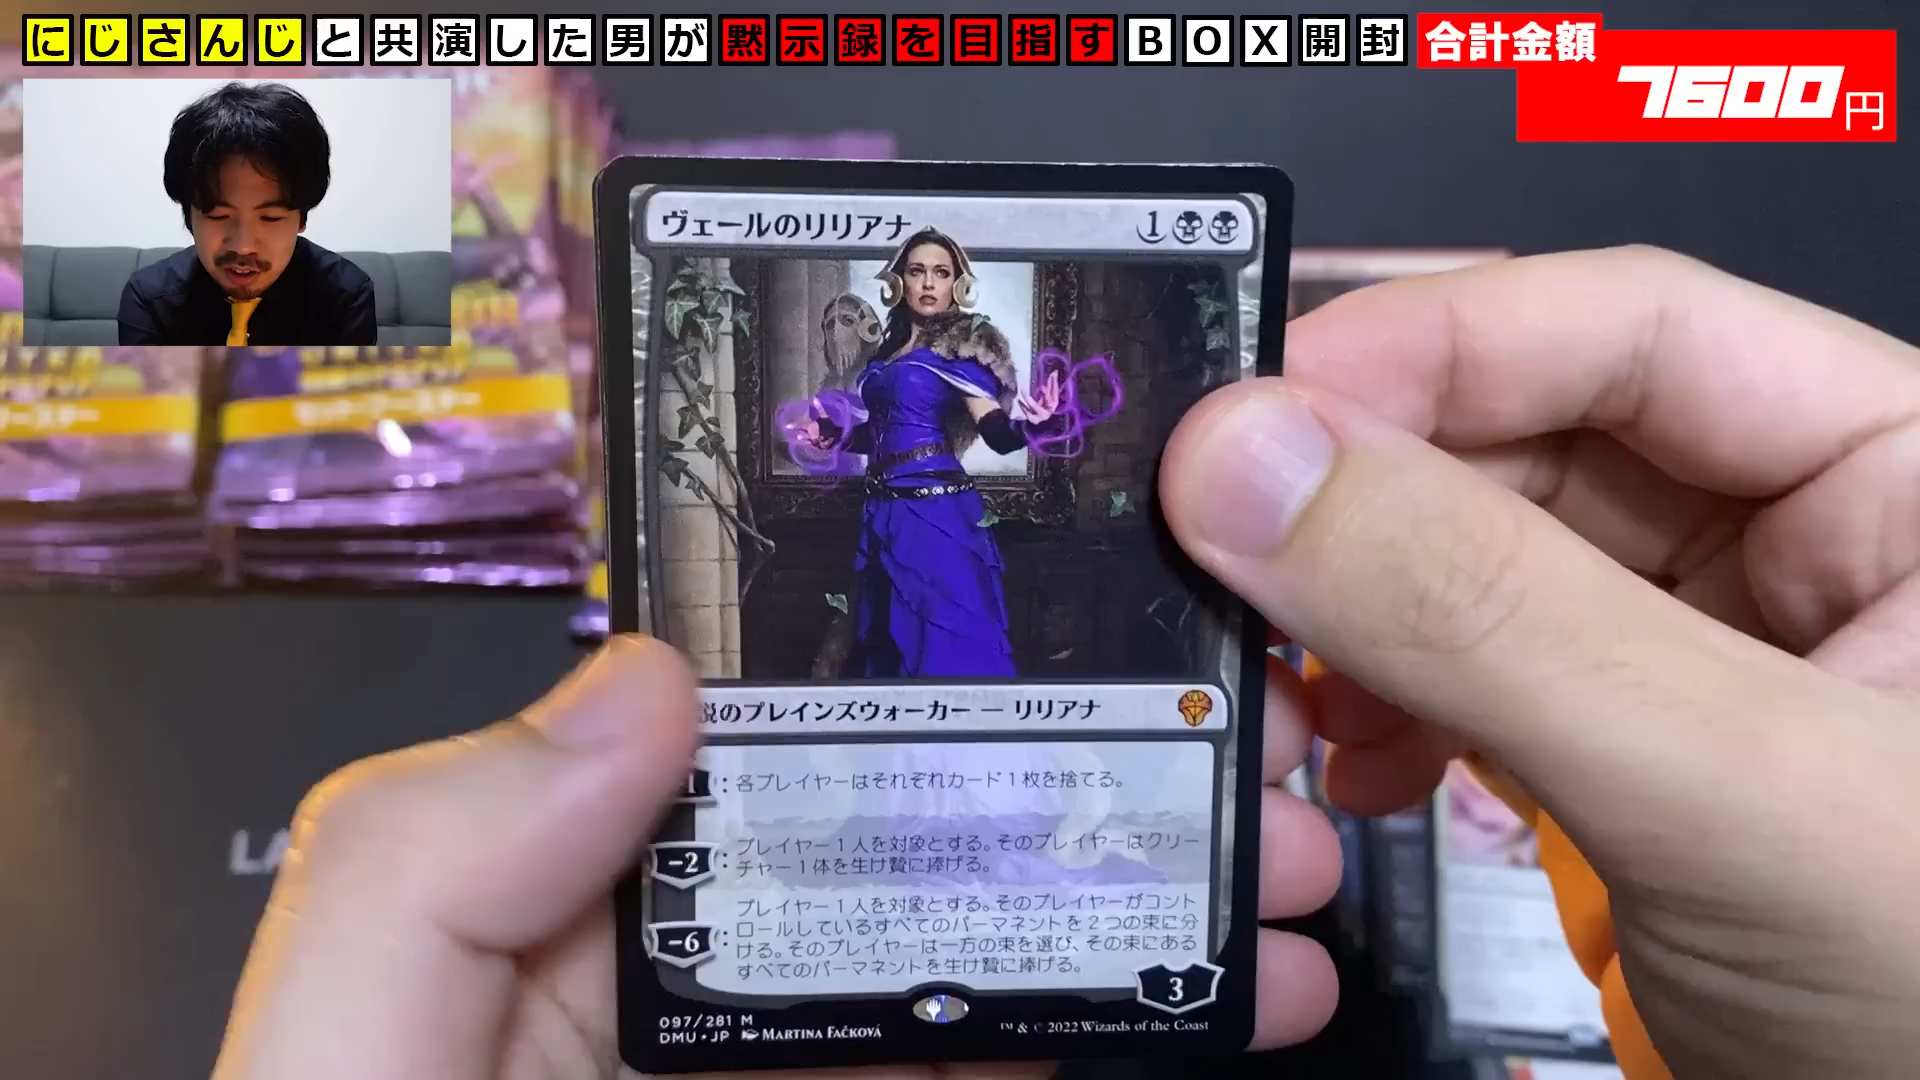 にじさんじと共演した男が黙示録を目指すBOX開封
合計金額
7600円
ヴェールのリリアナ 1
説のプレインズウォーカー — リリアナ
1 : 各プレイヤーはそれぞれカード1枚を捨てる。
-2 : プレイヤー1人を対象とする。そのプレイヤーはクリー
チャー1体を生け贄に捧げる。
プレイヤー1人を対象とする。そのプレイヤーがコント
-6 : ロールしているすべてのパーマネントを2つの束に分
ける。そのプレイヤーは一方の束を選び、その束にある
すべてのパーマネントを生け贄に捧げる。
3
097/281 M
DMU・JP MARTINA FAČKOVÁ
™ & © 2022 Wizards of the Coast
セット・ブースター
LA